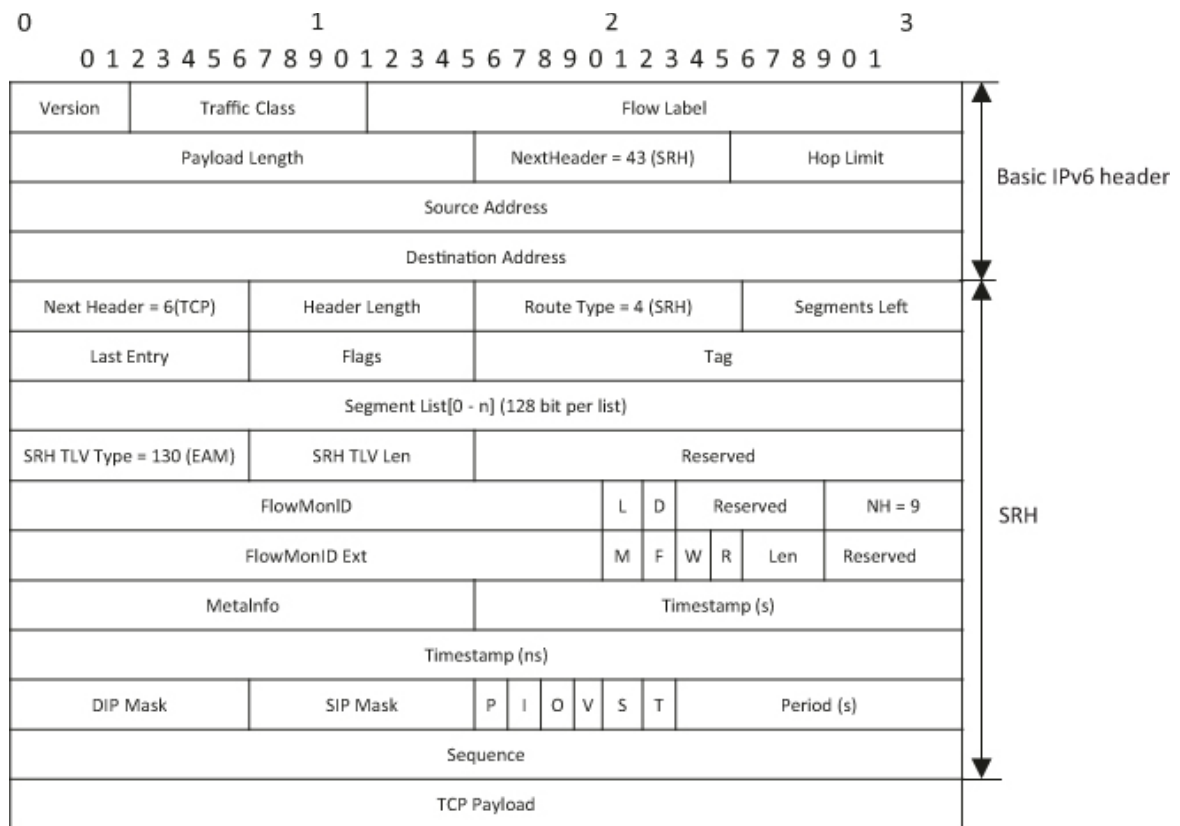 0 1 2 3
0 1 2 3 4 5 6 7 8 9 0 1 2 3 4 5 6 7 8 9 0 1 2 3 4 5 6 7 8 9 0 1
Version Traffic Class Flow Label
Payload Length NextHeader = 43 (SRH) Hop Limit
Basic IPv6 header
Source Address
Destination Address
Next Header = 6(TCP) Header Length Route Type = 4 (SRH) Segments Left
Last Entry Flags Tag
Segment List[0 - n] (128 bit per list)
SRH TLV Type = 130 (EAM) SRH TLV Len Reserved
FlowMonID L D Reserved NH = 9
SRH
FlowMonID Ext M F W R Len Reserved
MetaInfo Timestamp (s)
Timestamp (ns)
DIP Mask SIP Mask P I O V S T Period (s)
Sequence
TCP Payload